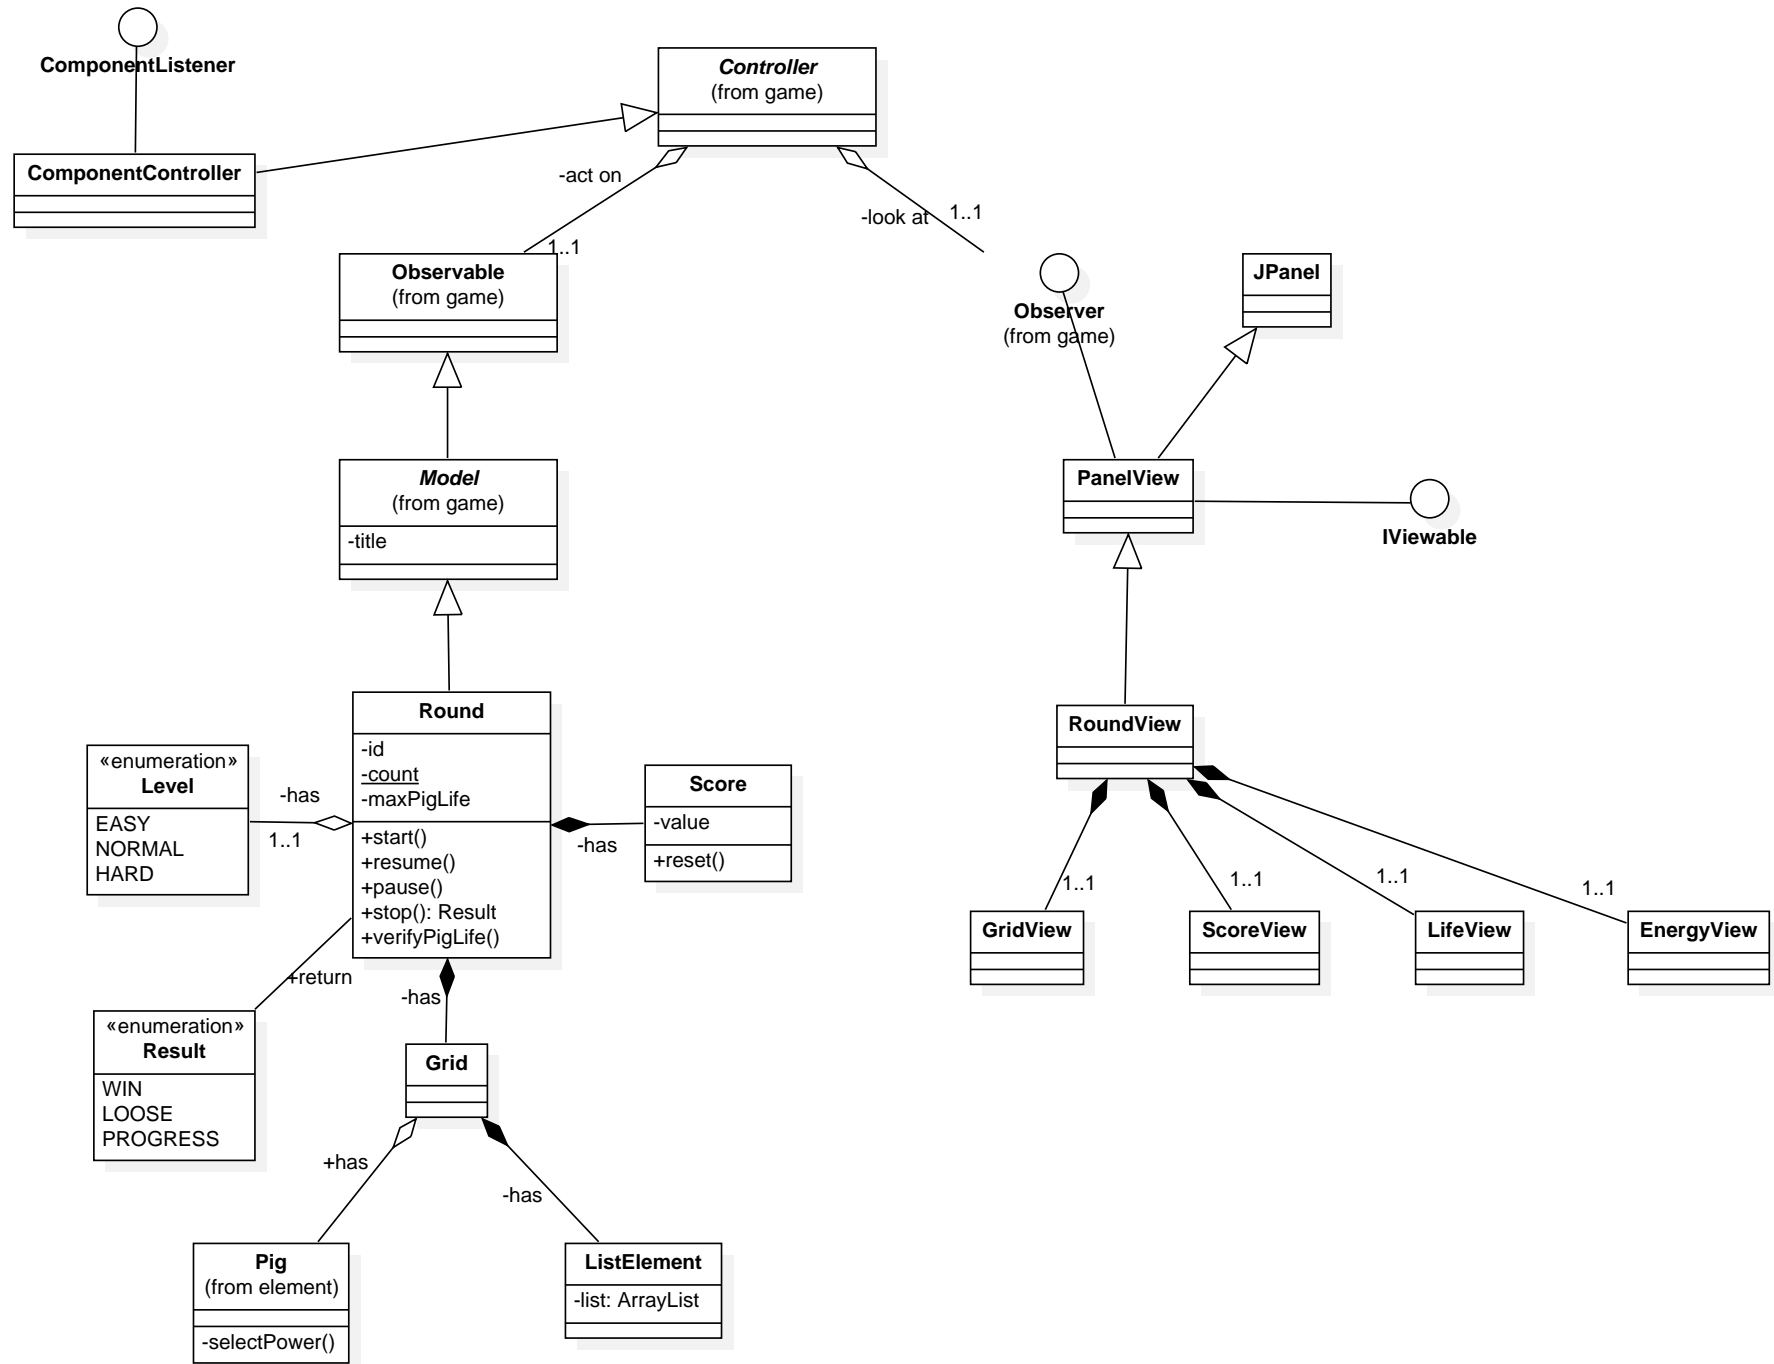 ComponentListener
Controller
(from game)
ComponentController
-act on
1..1
-look at
1..1
Observable
(from game)
Observer
(from game)
JPanel
Model
(from game)
-title
PanelView
IViewable
Round
-id
-count
-maxPigLife
+start()
+resume()
+pause()
+stop(): Result
+verifyPigLife()
«enumeration»
Level
EASY
NORMAL
HARD
-has
1..1
Score
-value
+reset()
-has
RoundView
1..1
1..1
1..1
1..1
GridView
ScoreView
LifeView
EnergyView
+return
-has
«enumeration»
Result
WIN
LOOSE
PROGRESS
Grid
+has
-has
Pig
(from element)
-selectPower()
ListElement
-list: ArrayList